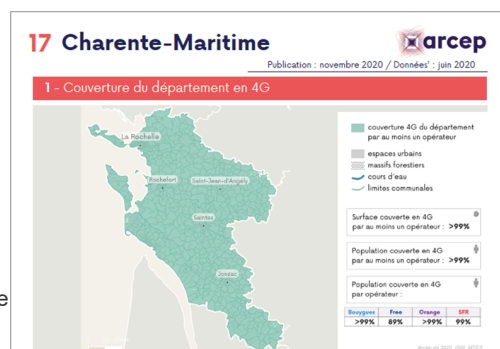 17 Charente-Maritime
arcep
Publication : novembre 2020 / Données' : juin 2020
1 - Couverture du département en 4G
couverture 4G du département
par au moins un opérateur
espaces urbains
massifs forestiers
cours d'eau
limites communales
La Rochelle
Rochefort
Saint-Jean-d'Angély
Saintes
Jonzac
Surface couverte en 4G
par au moins un opérateur : >99%
Population couverte en 4G
par au moins un opérateur : >99%
Population couverte en 4G
par opérateur :
Bouygues Free Orange SFR
>99% 89% >99% 99%
e